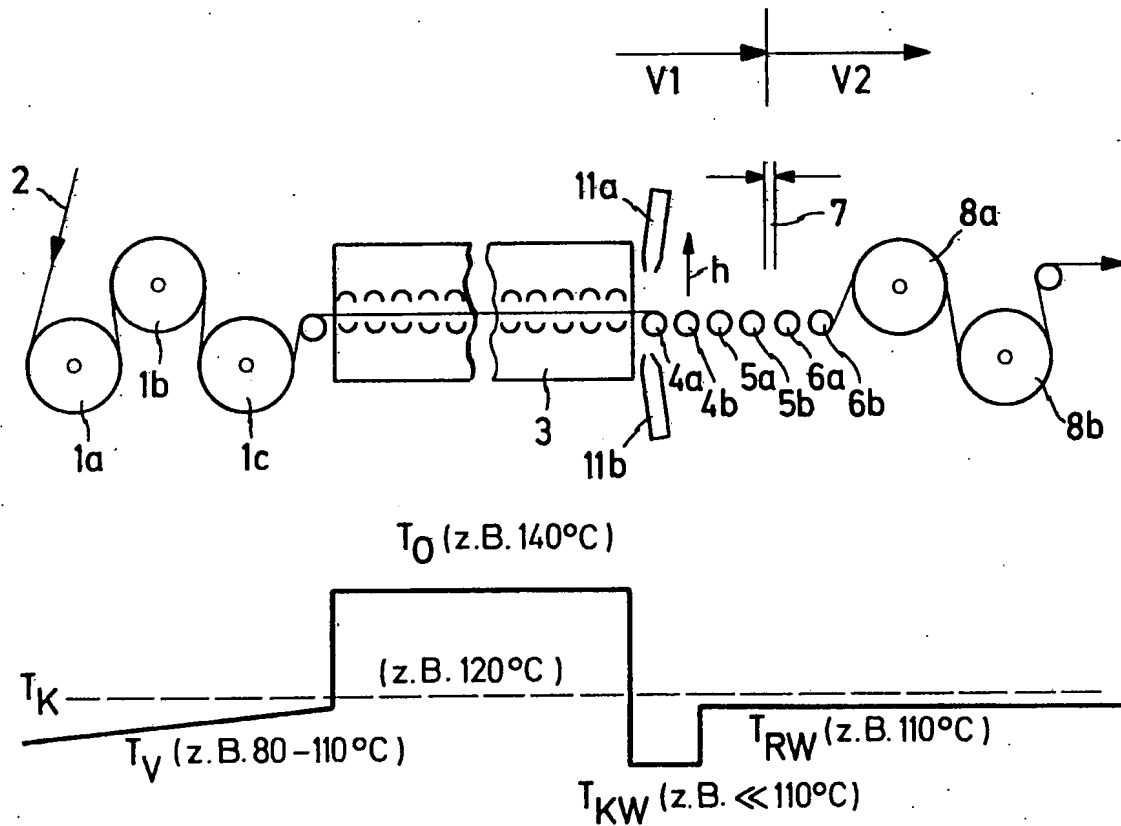 V1 V2
2
11a
7
8a
h
1b
4a
4b
5a
5b
6a
6b
3
1a
1c
11b
8b
TO (z.B. 140°C)
TK (z.B. 120°C)
TV (z.B. 80–110°C)
TRW (z.B. 110°C)
TKW (z.B. ≪ 110°C)